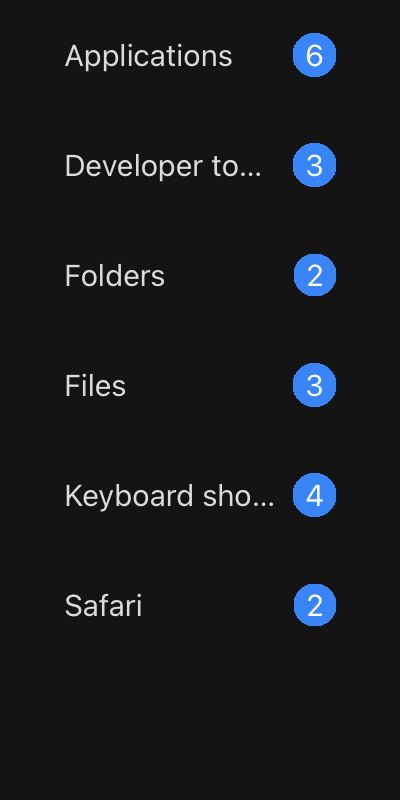 Applications 6
Developer to... 3
Folders 2
Files 3
Keyboard sho... 4
Safari 2